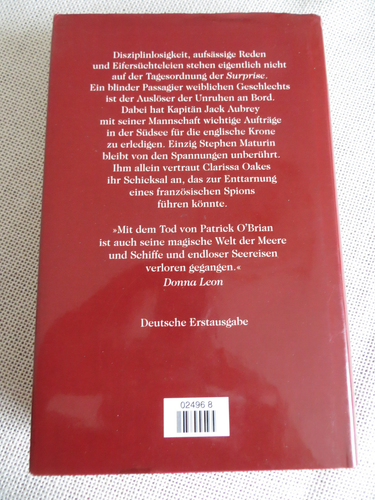 Disziplinlosigkeit, aufsässige Reden
und Eifersüchteleien stehen eigentlich nicht
auf der Tagesordnung der Surprise.
Ein blinder Passagier weiblichen Geschlechts
ist der Auslöser der Unruhen an Bord.
Dabei hat Kapitän Jack Aubrey
mit seiner Mannschaft wichtige Aufträge
in der Südsee für die englische Krone
zu erledigen. Einzig Stephen Maturin
bleibt von den Spannungen unberührt.
Ihm allein vertraut Clarissa Oakes
ihr Schicksal an, das zur Enttarnung
eines französischen Spions
führen könnte.
»Mit dem Tod von Patrick O'Brian
ist auch seine magische Welt der Meere
und Schiffe und endloser Seereisen
verloren gegangen.«
Donna Leon
Deutsche Erstausgabe
02496 8